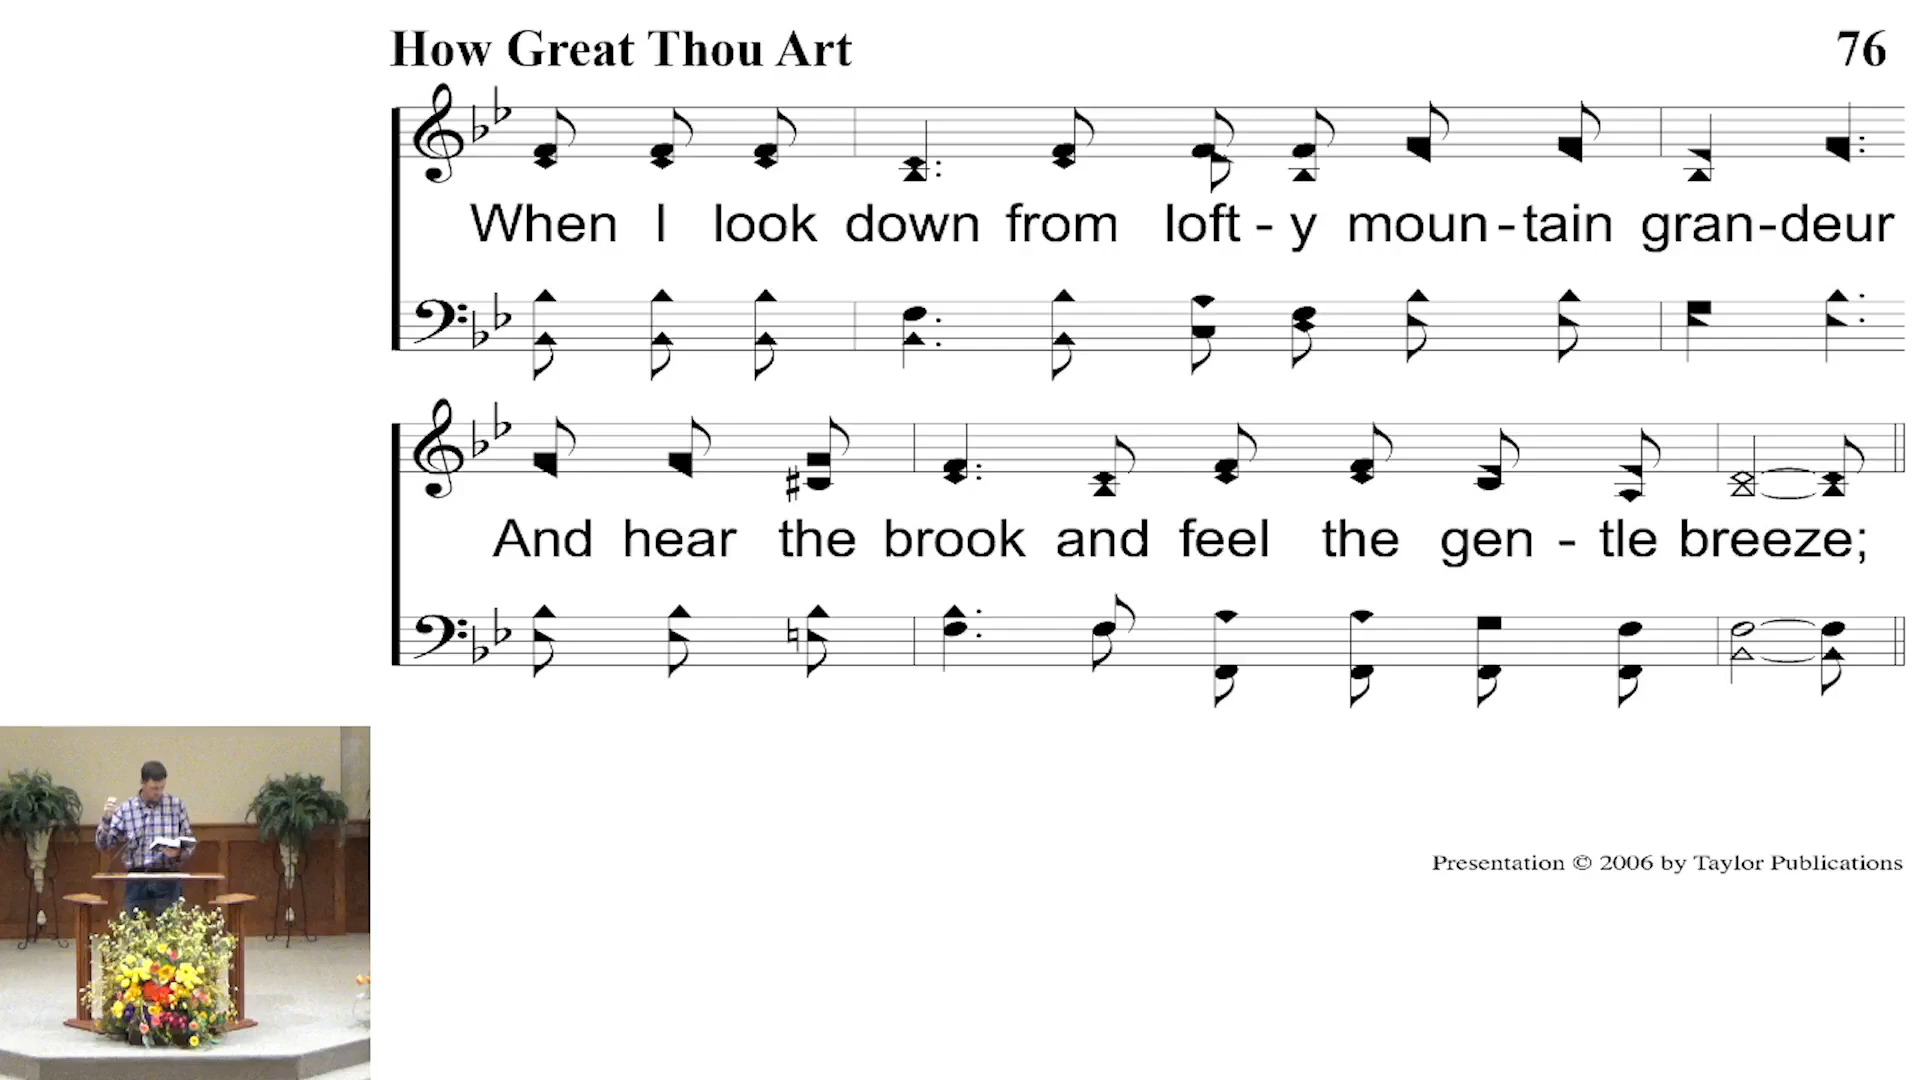 How Great Thou Art 76
When I look down from loft - y moun - tain gran - deur
And hear the brook and feel the gen - tle breeze;
Presentation © 2006 by Taylor Publications